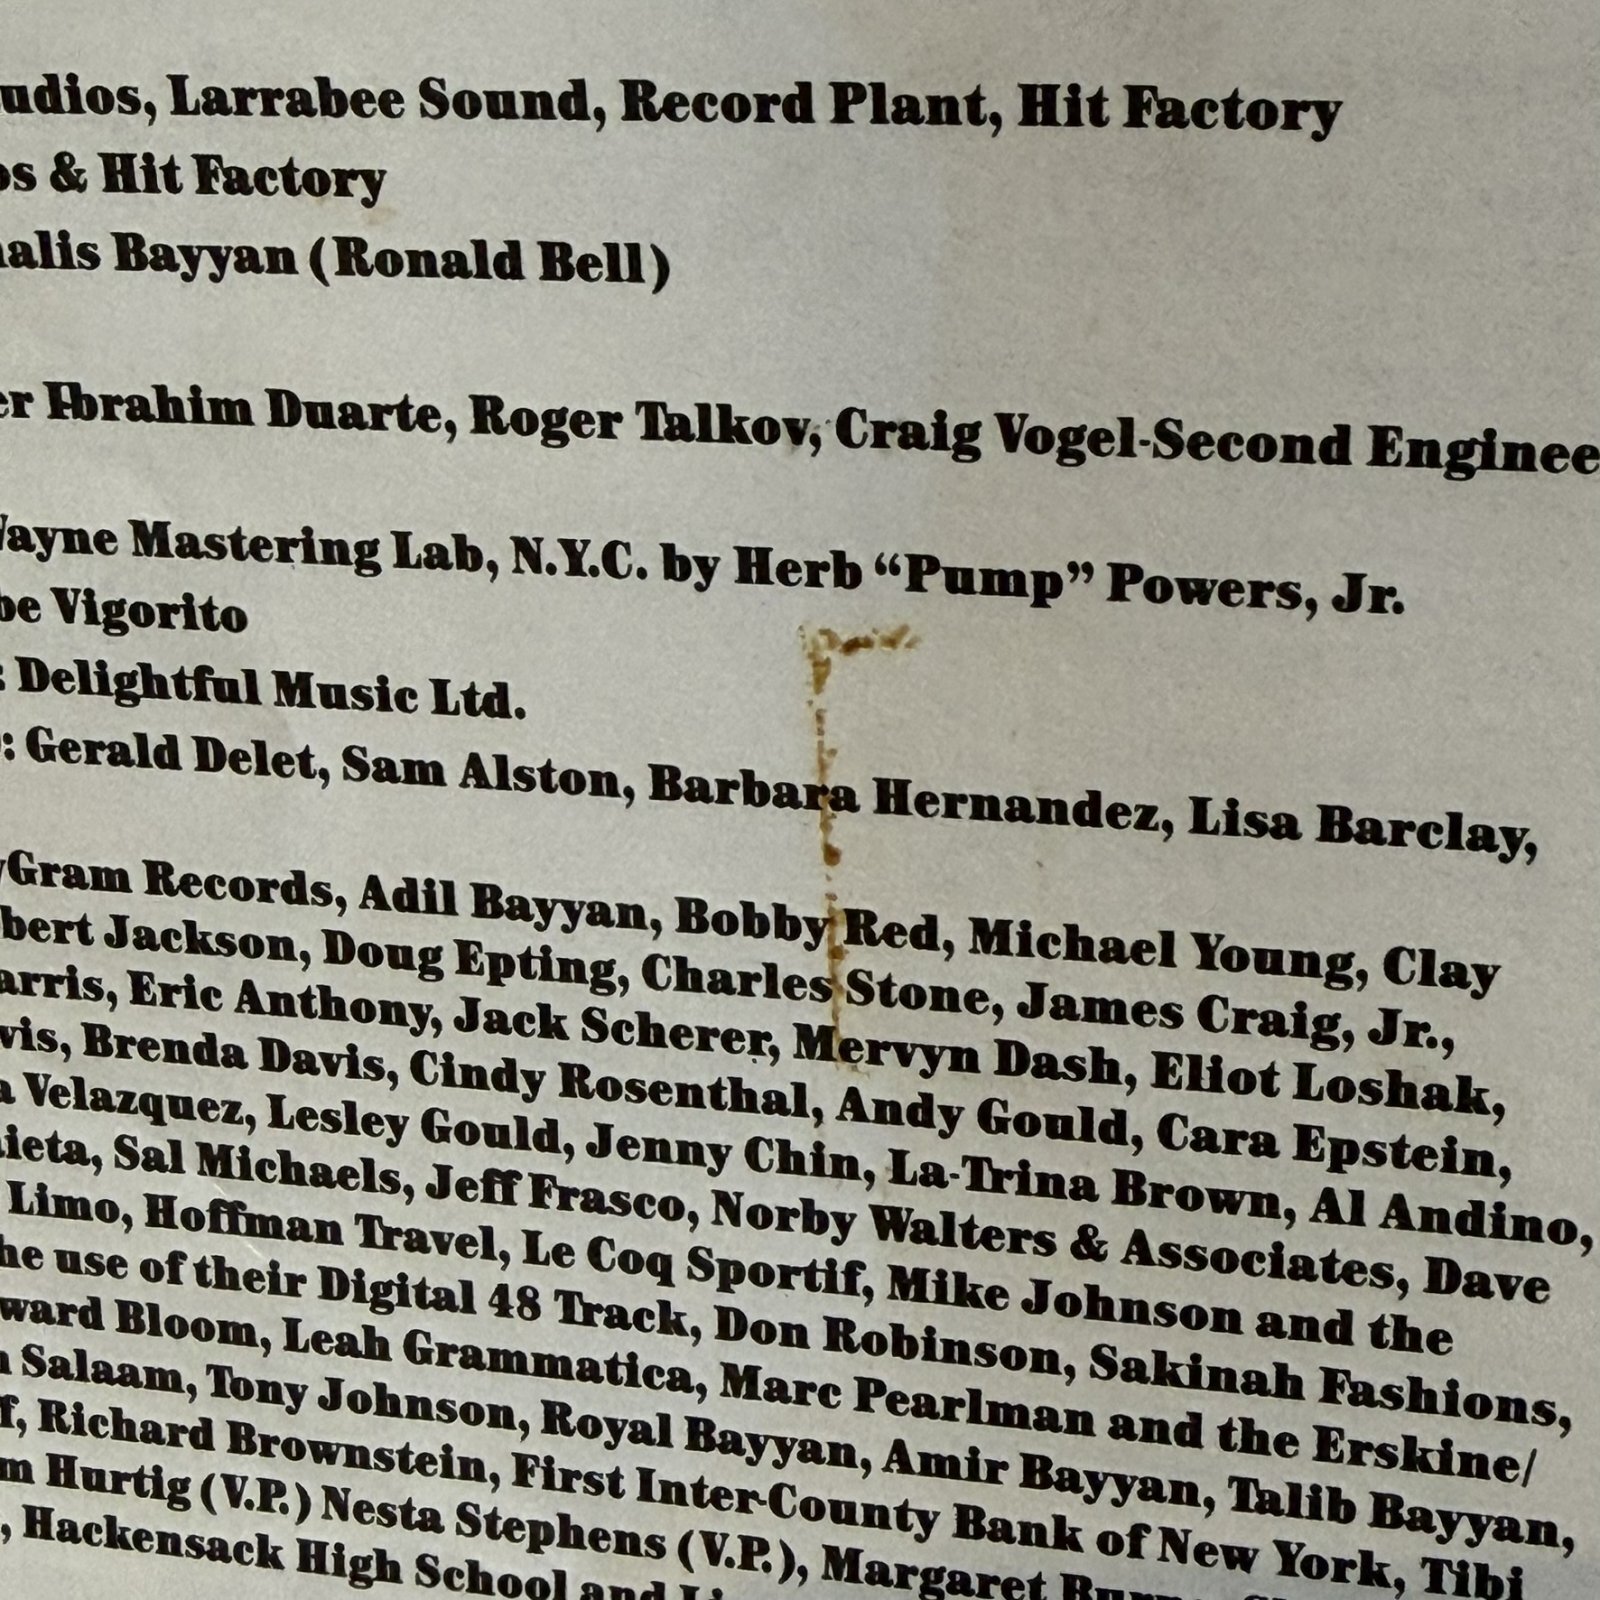 udios, Larrabee Sound, Record Plant, Hit Factory
os & Hit Factory
alis Bayyan (Ronald Bell)
er Ibrahim Duarte, Roger Talkov, Craig Vogel-Second Enginee
Wayne Mastering Lab, N.Y.C. by Herb “Pump” Powers, Jr.
be Vigorito
: Delightful Music Ltd.
: Gerald Delet, Sam Alston, Barbara Hernandez, Lisa Barclay,
yGram Records, Adil Bayyan, Bobby Red, Michael Young, Clay
bert Jackson, Doug Epting, Charles Stone, James Craig, Jr.,
arris, Eric Anthony, Jack Scherer, Mervyn Dash, Eliot Loshak,
vis, Brenda Davis, Cindy Rosenthal, Andy Gould, Cara Epstein,
a Velazquez, Lesley Gould, Jenny Chin, La-Trina Brown, Al Andino,
ieta, Sal Michaels, Jeff Frasco, Norby Walters & Associates, Dave
Limo, Hoffman Travel, Le Coq Sportif, Mike Johnson and the
he use of their Digital 48 Track, Don Robinson, Sakinah Fashions,
ward Bloom, Leah Grammatica, Marc Pearlman and the Erskine/
n Salaam, Tony Johnson, Royal Bayyan, Amir Bayyan, Talib Bayyan,
f, Richard Brownstein, First Inter-County Bank of New York, Tibi
m Hurtig (V.P.) Nesta Stephens (V.P.), Margaret
, Hackensack High School and